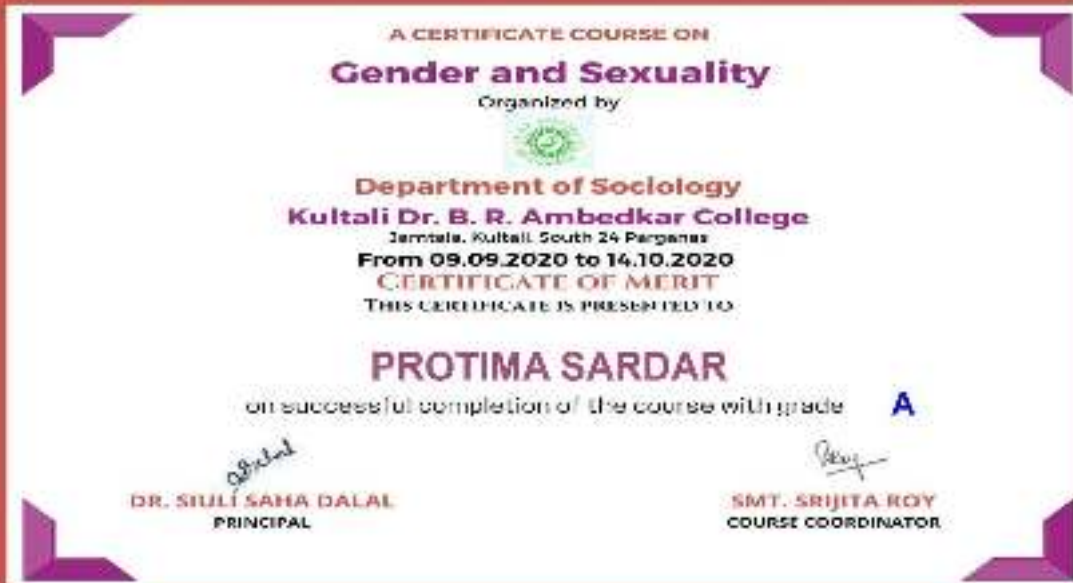 A CERTIFICATE COURSE ON
Gender and Sexuality
Organized by
Department of Sociology
Kultali Dr. B. R. Ambedkar College
Jamtala, Kultali, South 24 Parganas
From 09.09.2020 to 14.10.2020
CERTIFICATE OF MERIT
THIS CERTIFICATE IS PRESENTED TO
PROTIMA SARDAR
on successful completion of the course with grade A
DR. SIULI SAHA DALAL
PRINCIPAL
SMT. SRIJITA ROY
COURSE COORDINATOR